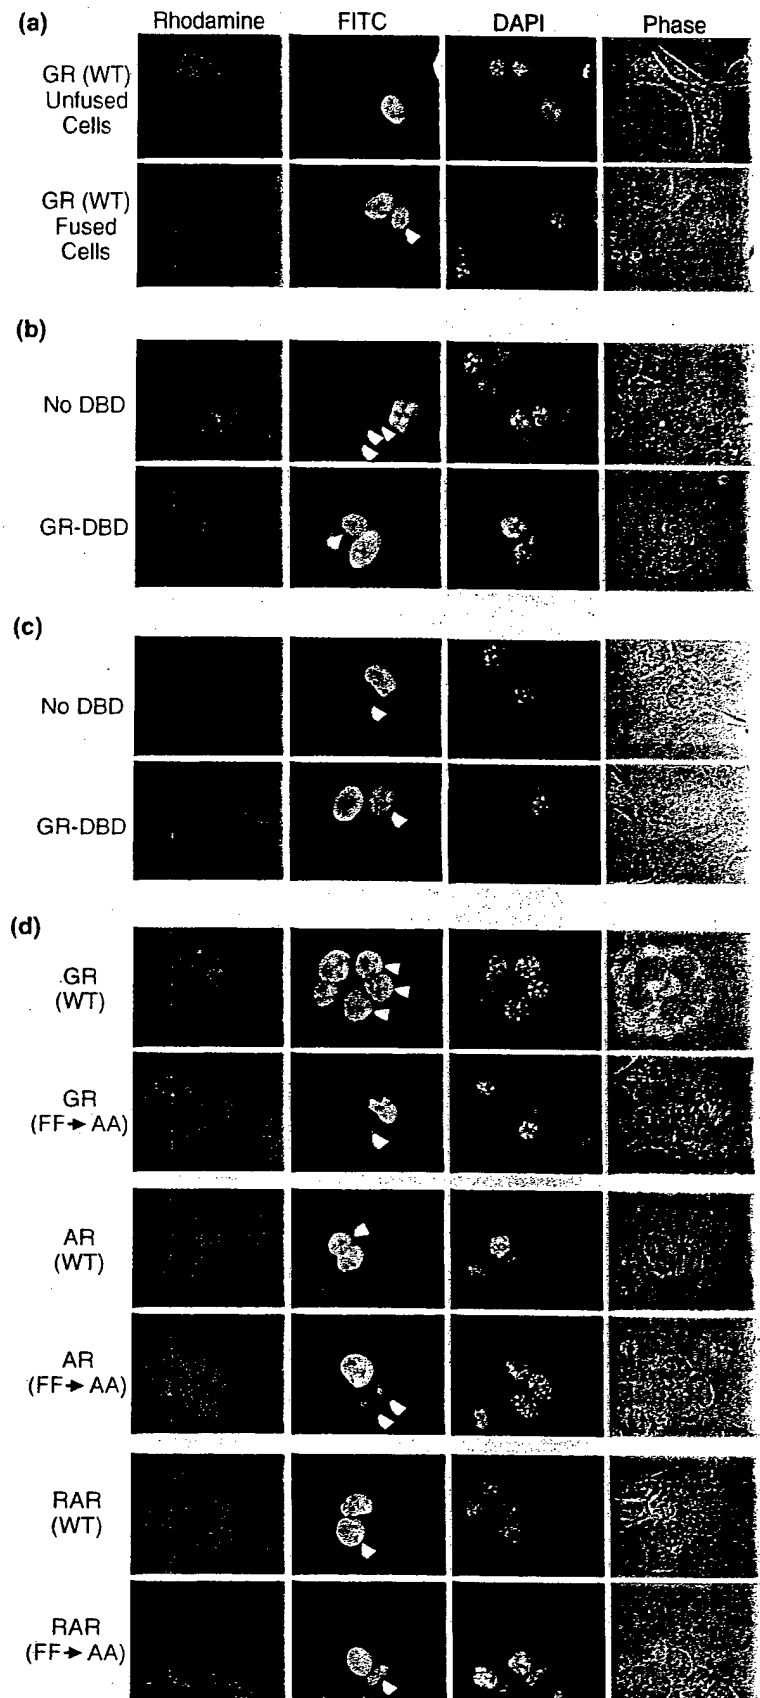 (a)
Rhodamine FITC DAPI Phase
GR (WT)
Unfused
Cells
GR (WT)
Fused
Cells
(b)
No DBD
GR-DBD
(c)
No DBD
GR-DBD
(d)
GR
(WT)
GR
(FF→AA)
AR
(WT)
AR
(FF→AA)
RAR
(WT)
RAR
(FF→AA)